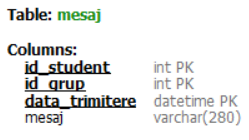 Table: mesaj
Columns:
id_student int PK
id_grup int PK
data_trimitere datetime PK
mesaj varchar(280)